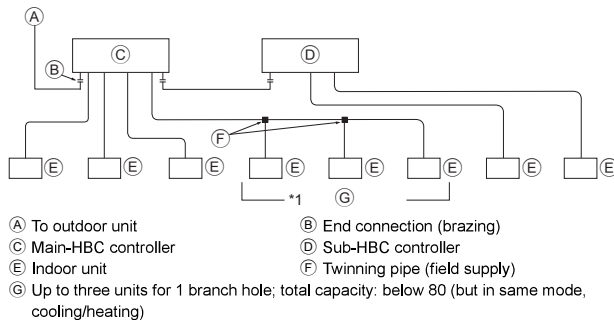 A
B
C
D
F
E E E E E E E E
*1 G
A To outdoor unit
B End connection (brazing)
C Main-HBC controller
D Sub-HBC controller
E Indoor unit
F Twinning pipe (field supply)
G Up to three units for 1 branch hole; total capacity: below 80 (but in same mode,
cooling/heating)